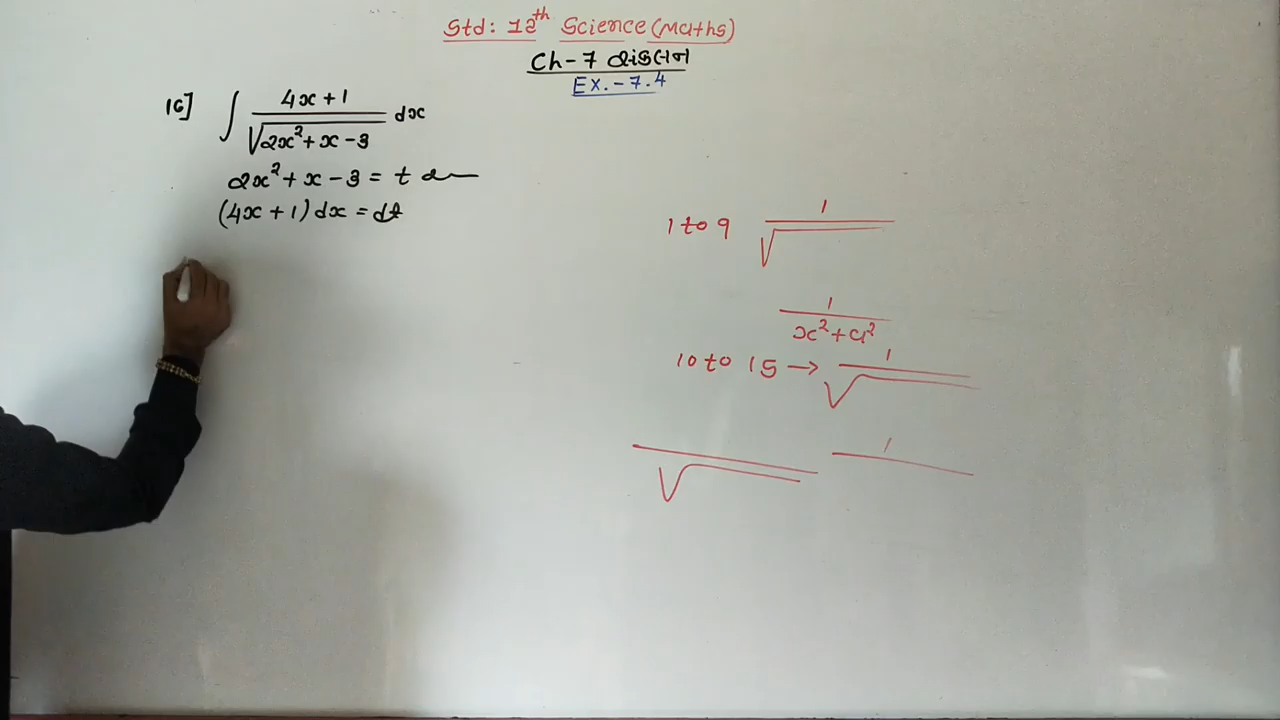 Std: 12th Science (Maths)
Ch-7 વિકલન
Ex.-7.4
16] ∫ (4x+1)/√(2x²+x-3) dx
2x²+x-3 = t
(4x+1)dx = dt
1 to 9 1/√
1/(x²+a²)
10 to 15 → 1/√
√ 1